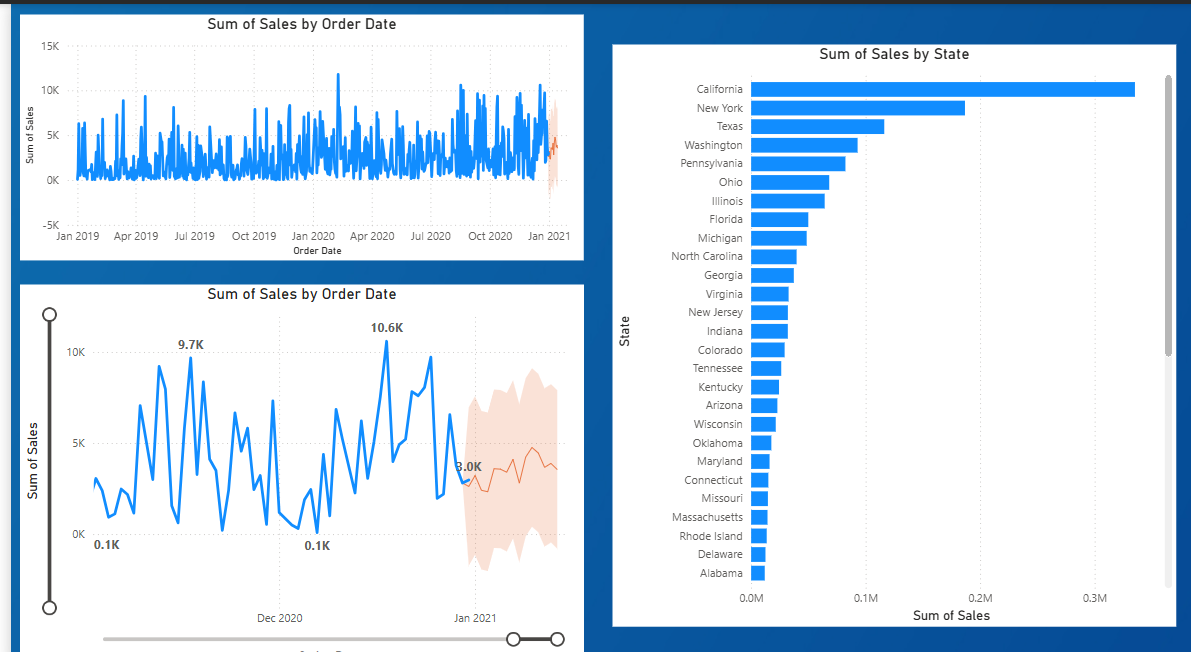 Sum of Sales by Order Date
15K
10K
5K
0K
-5K
Sum of Sales
Jan 2019 Apr 2019 Jul 2019 Oct 2019 Jan 2020 Apr 2020 Jul 2020 Oct 2020 Jan 2021
Order Date
Sum of Sales by Order Date
10.6K
9.7K
10K
5K
3.0K
0K
0.1K 0.1K
Sum of Sales
Dec 2020 Jan 2021
Sum of Sales by State
State
California
New York
Texas
Washington
Pennsylvania
Ohio
Illinois
Florida
Michigan
North Carolina
Georgia
Virginia
New Jersey
Indiana
Colorado
Tennessee
Kentucky
Arizona
Wisconsin
Oklahoma
Maryland
Connecticut
Missouri
Massachusetts
Rhode Island
Delaware
Alabama
0.0M 0.1M 0.2M 0.3M
Sum of Sales